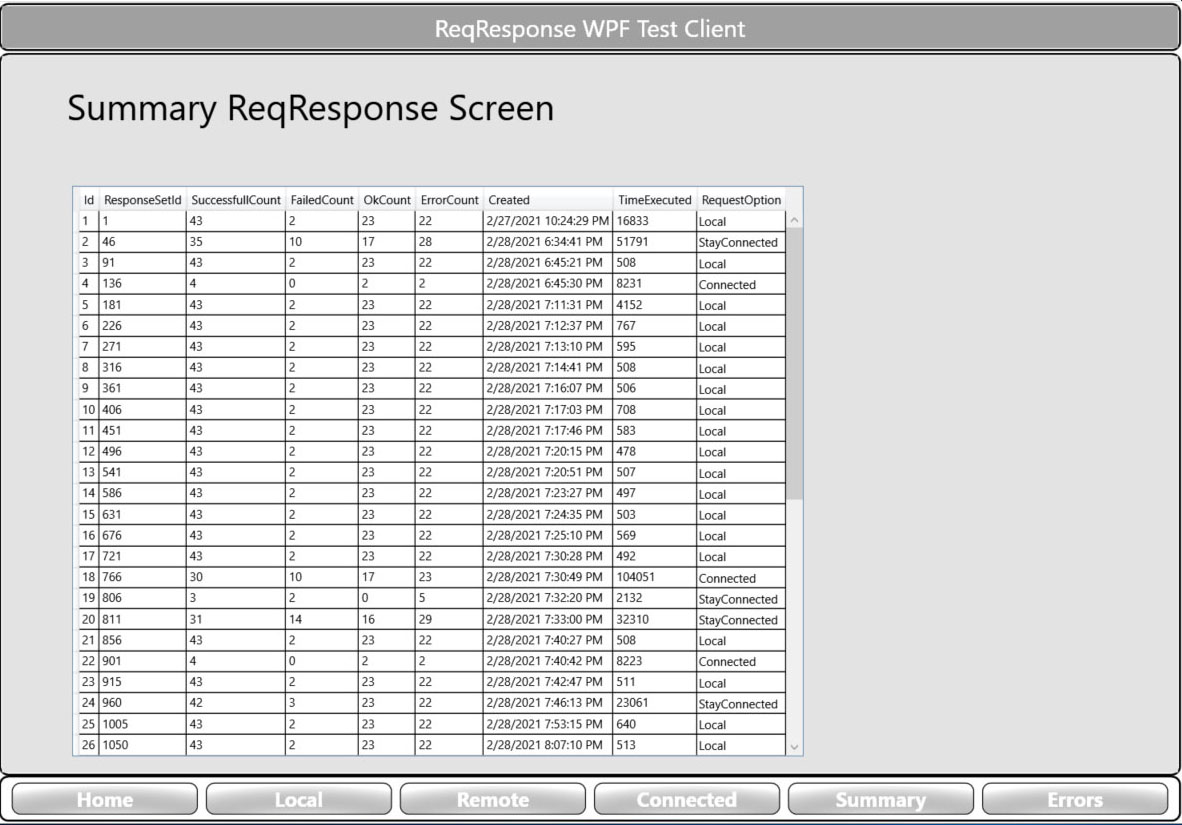 ReqResponse WPF Test Client
Summary ReqResponse Screen
Id ResponseSetId SuccessfullCount FailedCount OkCount ErrorCount Created TimeExecuted RequestOption
1 1 43 2 23 22 2/27/2021 10:24:29 PM 16833 Local
2 46 35 10 17 28 2/28/2021 6:34:41 PM 51791 StayConnected
3 91 43 2 23 22 2/28/2021 6:45:21 PM 508 Local
4 136 4 0 2 2 2/28/2021 6:45:30 PM 8231 Connected
5 181 43 2 23 22 2/28/2021 7:11:31 PM 4152 Local
6 226 43 2 23 22 2/28/2021 7:12:37 PM 767 Local
7 271 43 2 23 22 2/28/2021 7:13:10 PM 595 Local
8 316 43 2 23 22 2/28/2021 7:14:41 PM 508 Local
9 361 43 2 23 22 2/28/2021 7:16:07 PM 506 Local
10 406 43 2 23 22 2/28/2021 7:17:03 PM 708 Local
11 451 43 2 23 22 2/28/2021 7:17:46 PM 583 Local
12 496 43 2 23 22 2/28/2021 7:20:15 PM 478 Local
13 541 43 2 23 22 2/28/2021 7:20:51 PM 507 Local
14 586 43 2 23 22 2/28/2021 7:23:27 PM 497 Local
15 631 43 2 23 22 2/28/2021 7:24:35 PM 503 Local
16 676 43 2 23 22 2/28/2021 7:25:10 PM 569 Local
17 721 43 2 23 22 2/28/2021 7:30:28 PM 492 Local
18 766 30 10 17 23 2/28/2021 7:30:49 PM 104051 Connected
19 806 3 2 0 5 2/28/2021 7:32:20 PM 2132 StayConnected
20 811 31 14 16 29 2/28/2021 7:33:00 PM 32310 StayConnected
21 856 43 2 23 22 2/28/2021 7:40:27 PM 508 Local
22 901 4 0 2 2 2/28/2021 7:40:42 PM 8223 Connected
23 915 43 2 23 22 2/28/2021 7:42:47 PM 511 Local
24 960 42 3 23 22 2/28/2021 7:46:13 PM 23061 StayConnected
25 1005 43 2 23 22 2/28/2021 7:53:15 PM 640 Local
26 1050 43 2 23 22 2/28/2021 8:07:10 PM 513 Local
Home Local Remote Connected Summary Errors